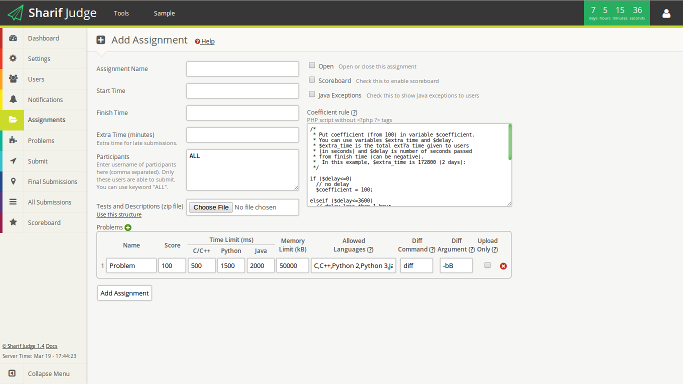 Sharif Judge
Tools
Sample
7 5 15 36
days hours minutes seconds
Dashboard
Settings
Users
Notifications
Assignments
Problems
Submit
Final Submissions
All Submissions
Scoreboard
© Sharif Judge 1.4 Docs
Server Time: Mar 19 - 17:44:23
Collapse Menu
Add Assignment
Help
Assignment Name
Start Time
Finish Time
Extra Time (minutes)
Extra time for late submissions.
Participants
Enter username of participants
here (comma separated). Only
these users are able to submit.
You can use keyword "ALL".
ALL
Tests and Descriptions (zip file)
Use this structure
Choose File No file chosen
Open Open or close this assignment
Scoreboard Check this to enable scoreboard
Java Exceptions Check this to show Java exceptions to users
Coefficient rule (?)
PHP script without <?php ?> tags
/*
* Put coefficient (from 100) in variable $coefficient.
* You can use variables $extra_time and $delay.
* $extra_time is the total extra time given to users
* (in seconds) and $delay is number of seconds passed
* from finish time (can be negative).
* In this example, $extra_time is 172800 (2 days):
*/
if ($delay<=0)
// no delay
$coefficient = 100;
elseif ($delay<=3600)
// delay less than 1 hour
Problems
Name
Score
Time Limit (ms)
C/C++
Python
Java
Memory
Limit (kB)
Allowed
Languages (?)
Diff
Command (?)
Diff
Argument (?)
Upload
Only (?)
1 Problem 100 500 1500 2000 50000 C,C++,Python 2,Python 3,Ja diff -bB
Add Assignment